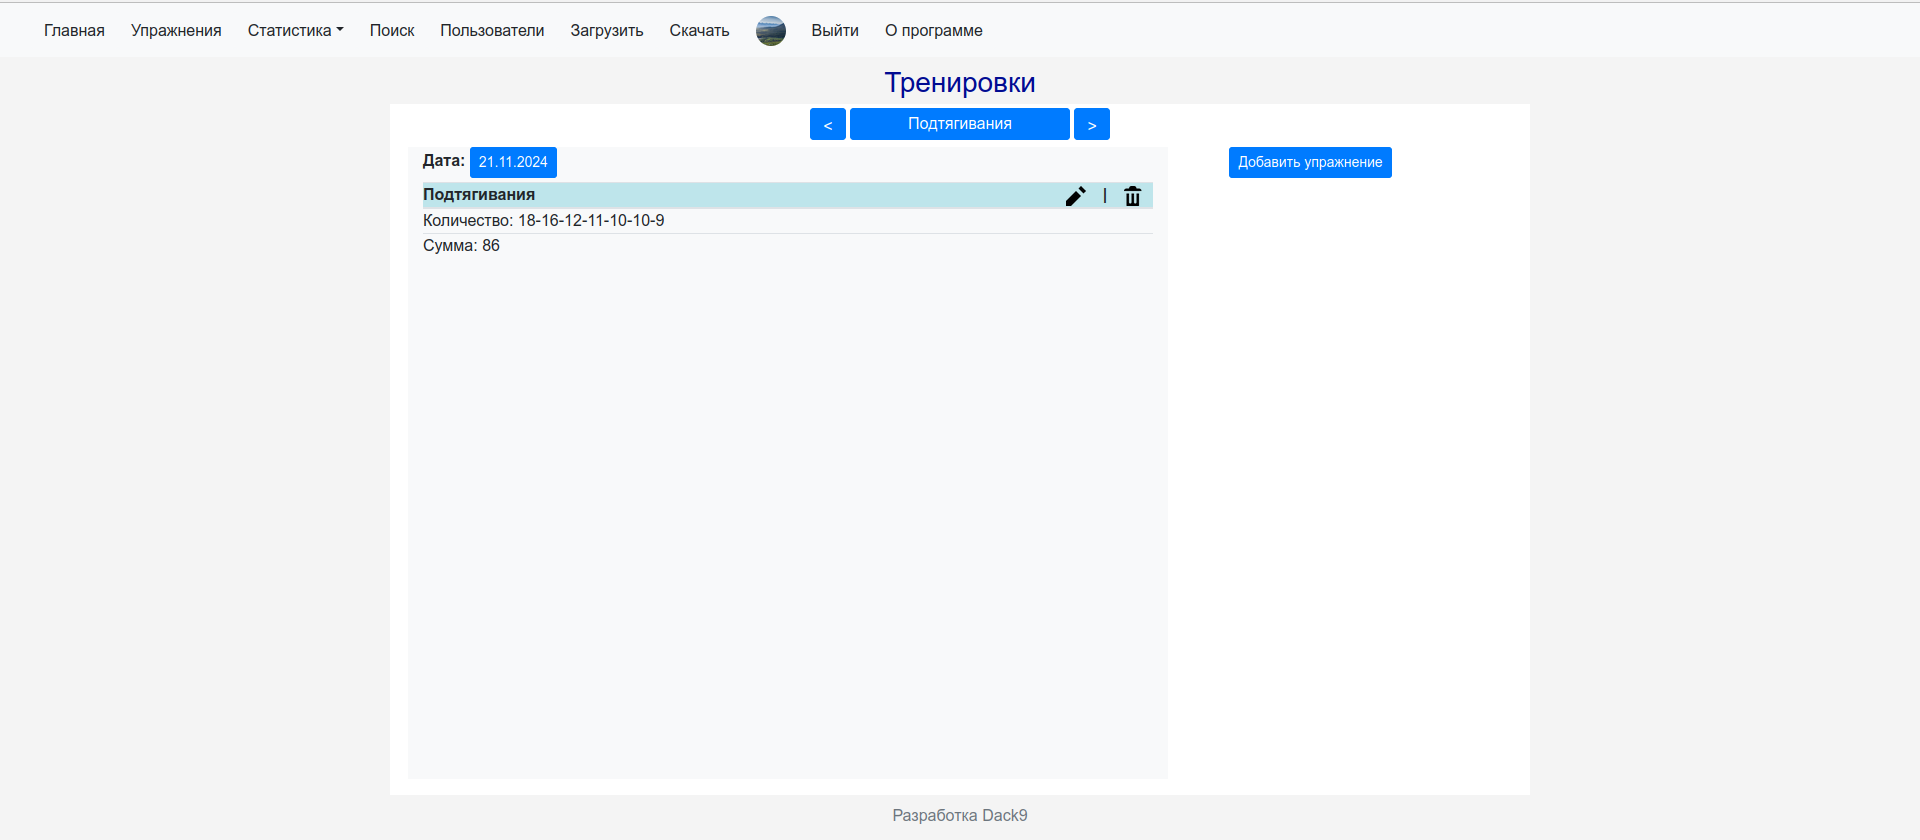 Главная Упражнения Статистика Поиск Пользователи Загрузить Скачать Выйти О программе
Тренировки
< Подтягивания >
Дата: 21.11.2024 Добавить упражнение
Подтягивания |
Количество: 18-16-12-11-10-10-9
Сумма: 86
Разработка Dack9